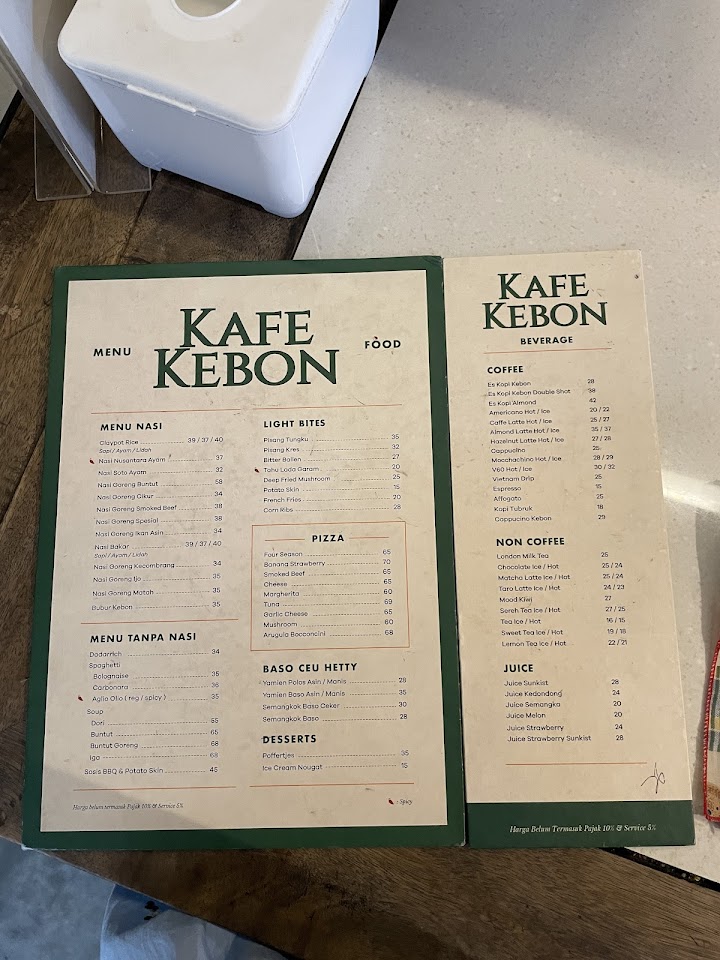 MENU
KAFE
KEBON
FOOD
MENU NASI
Claypot Rice 39 / 37 / 40
Sapi / Ayam / Lidah
Nasi Nusantara Ayam 37
Nasi Soto Ayam 32
Nasi Goreng Buntut 58
Nasi Goreng Cikur 34
Nasi Goreng Smoked Beef 38
Nasi Goreng Spesial 38
Nasi Goreng Ikan Asin 34
Nasi Bakar 39 / 37 / 40
Sapi / Ayam / Lidah
Nasi Goreng Kecombrang 34
Nasi Goreng Ijo 35
Nasi Goreng Matah 35
Bubur Kebon 35
MENU TANPA NASI
34
Spaghetti
Bolognaise 35
Carbonara 36
Aglio Olio ( reg / spicy ) 35
Soup
Dori 55
Buntut 65
Buntut Goreng 68
Iga 68
Sosis BBQ & Potato Skin 45
Harga belum termasuk Pajak 10% & Service 5%
LIGHT BITES
Pisang Tungku 35
Pisang Kres 32
Bitter Bollen 27
Tahu Lada Garam 20
Deep Fried Mushroom 25
Potato Skin 15
French Fries 20
Corn Ribs 28
PIZZA
Four Season 65
Banana Strawberry 70
Smoked Beef 65
Cheese 65
Margherita 60
Tuna 69
Garlic Cheese 65
Mushroom 60
Arugula Bocconcini 68
BASO CEU HETTY
Yamien Polos Asin / Manis 28
Yamien Baso Asin / Manis 35
Semangkok Baso Ceker 30
Semangkok Baso 28
DESSERTS
Poffertjes 35
Ice Cream Nougat 15
: Spicy
KAFE
KEBON
BEVERAGE
COFFEE
Es Kopi Kebon 28
Es Kopi Kebon Double Shot 38
Es Kopi Almond 42
Americano Hot / Ice 20 / 22
Caffe Latte Hot / Ice 25 / 27
Almond Latte Hot / Ice 35 / 37
Hazelnut Latte Hot / Ice 27 / 28
Cappucino 25
Mocchachino Hot / Ice 28 / 29
V60 Hot / Ice 30 / 32
Vietnam Drip 25
Espresso 15
Affogato 25
Kopi Tubruk 18
Cappucino Kebon 29
NON COFFEE
London Milk Tea 25
Chocolate Ice / Hot 25 / 24
Matcha Latte Ice / Hot 25 / 24
Taro Latte Ice / Hot 24 / 23
Mood Kiwi 27
Sereh Tea Ice / Hot 27 / 25
Tea Ice / Hot 16 / 15
Sweet Tea Ice / Hot 19 / 18
Lemon Tea Ice / Hot 22 / 21
JUICE
Juice Sunkist 28
Juice Kedondong 24
Juice Semangka 20
Juice Melon 20
Juice Strawberry 24
Juice Strawberry Sunkist 28
Harga Belum Termasuk Pajak 10% & Service 5%